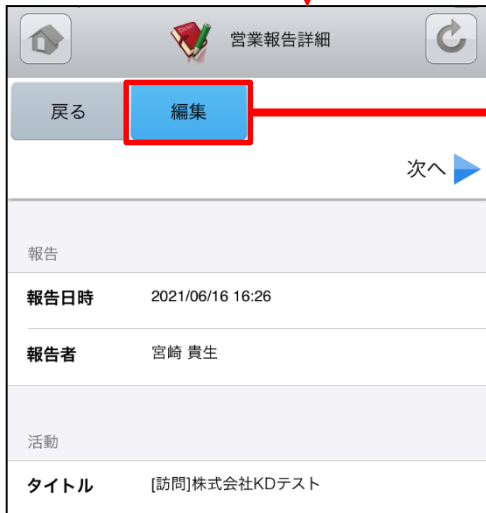 営業報告詳細
戻る 編集
次へ
報告
報告日時 2021/06/16 16:26
報告者 宮崎 貴生
活動
タイトル [訪問]株式会社KDテスト